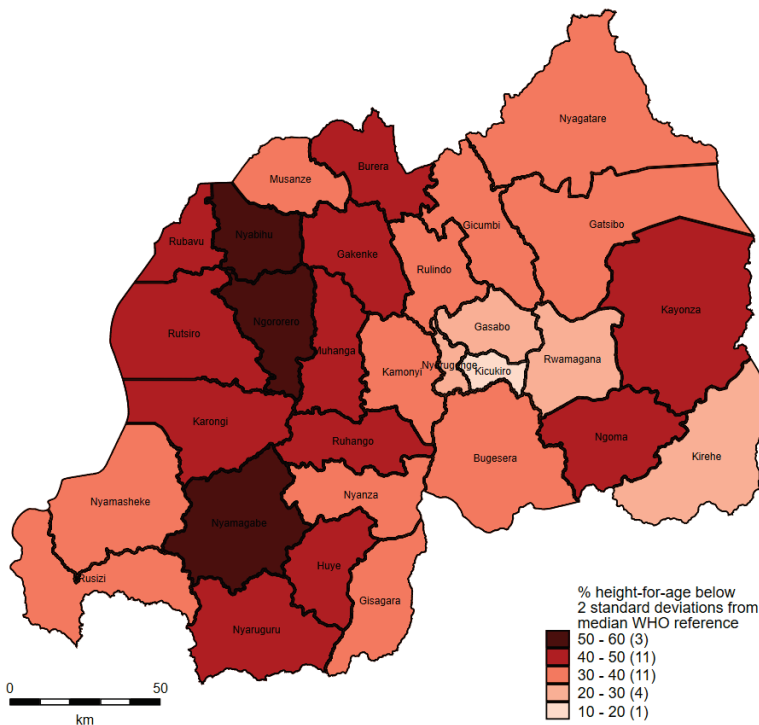 Nyagatare
Burera
Musanze
Gicumbi
Gatsibo
Rubavu
Nyabihu
Gakenke
Rulindo
Kayonza
Ngororero
Rutsiro
Gasabo
Muhanga
Nyarugenge
Kicukiro
Rwamagana
Kamonyi
Karongi
Ruhango
Ngoma
Kirehe
Bugesera
Nyamasheke
Nyanza
Nyamagabe
Huye
Rusizi
Gisagara
Nyaruguru
% height-for-age below
2 standard deviations from
median WHO reference
50 - 60 (3)
40 - 50 (11)
30 - 40 (11)
20 - 30 (4)
10 - 20 (1)
0 50
km